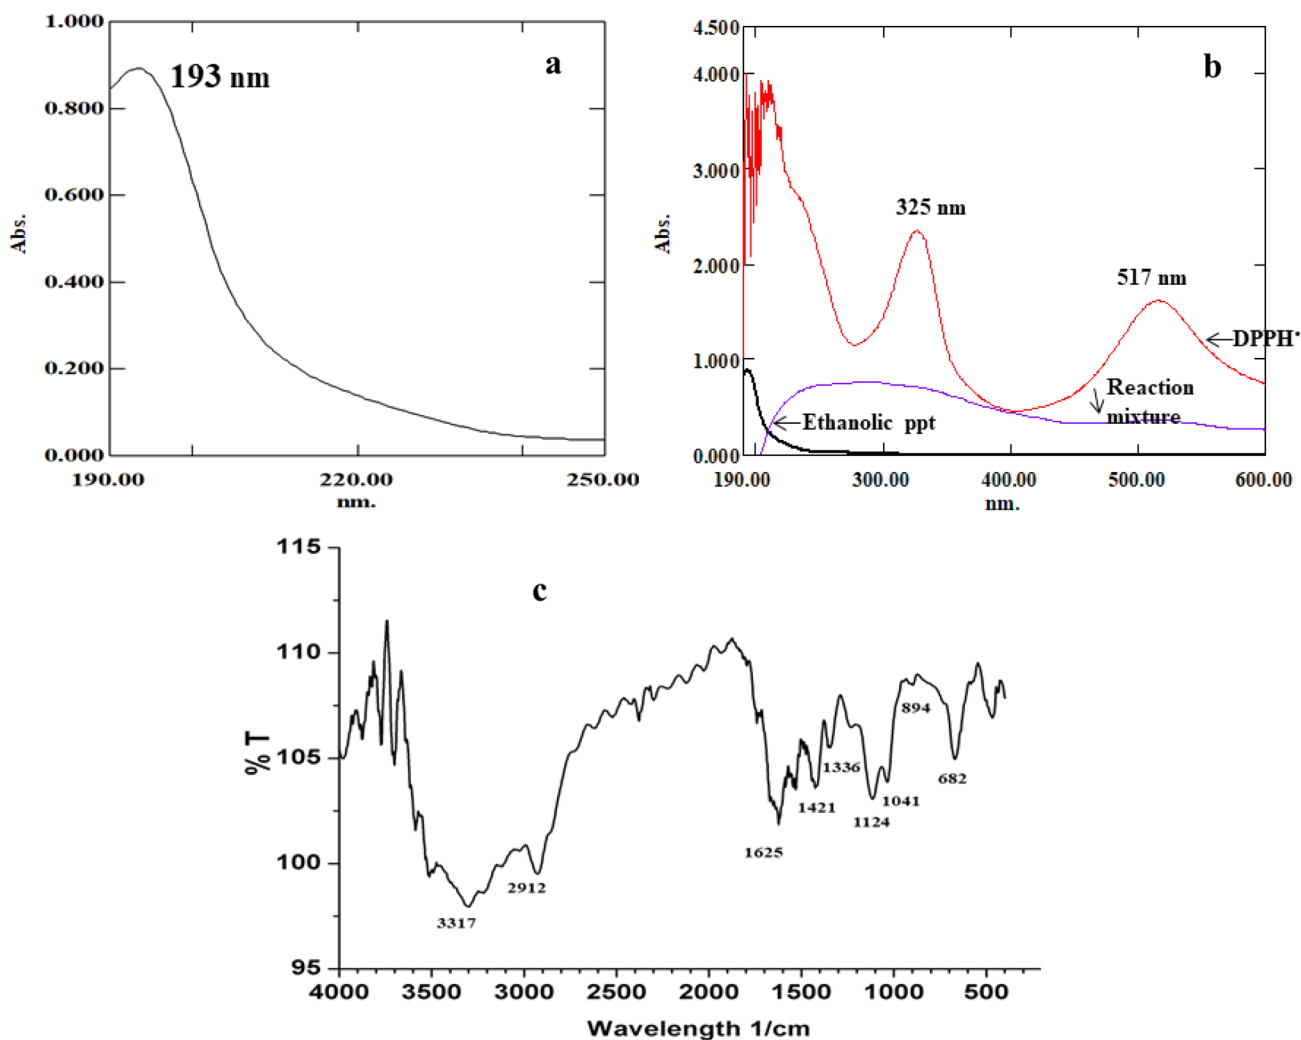 1.000
0.800
0.600
0.400
0.200
0.000
Abs.
193 nm
a
190.00
220.00
250.00
nm.
4.500
4.000
3.000
2.000
1.000
0.000
Abs.
b
325 nm
517 nm
DPPH•
Reaction
mixture
Ethanolic ppt
190.00
300.00
400.00
500.00
600.00
nm.
115
110
105
100
95
% T
c
3317
2912
1625
1421
1336
1124
1041
894
682
4000
3500
3000
2500
2000
1500
1000
500
Wavelength 1/cm